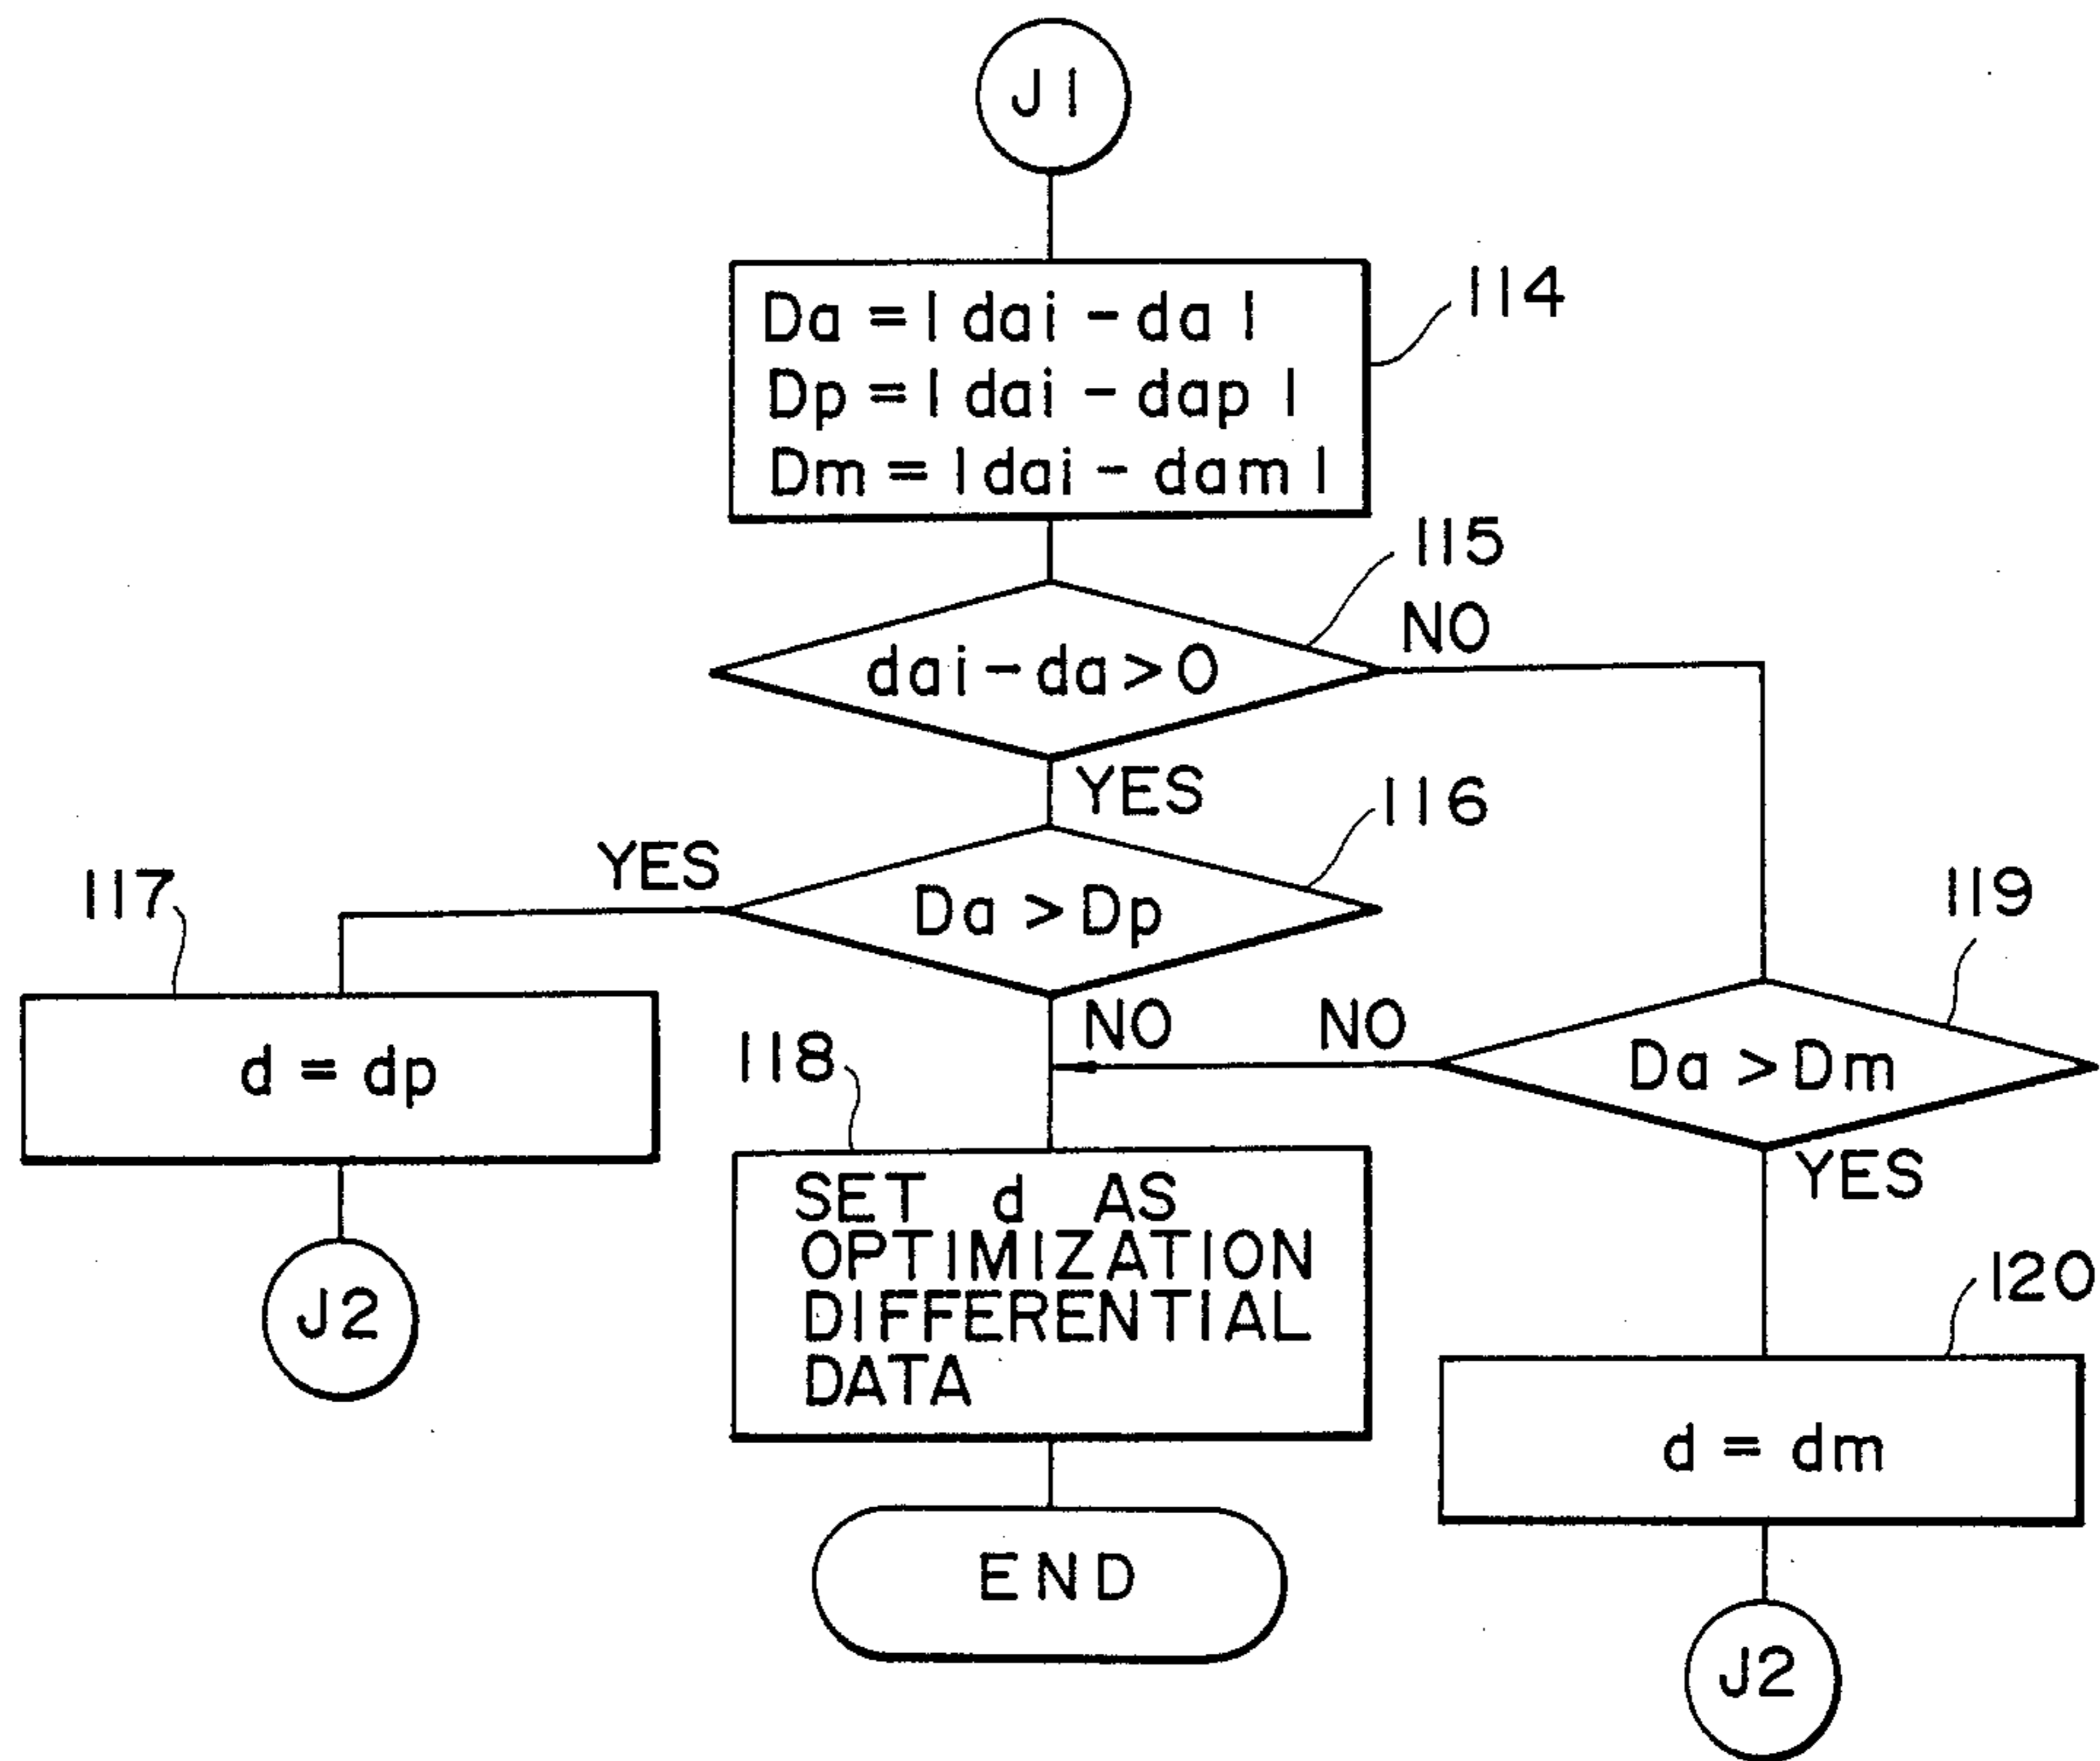 J1
Da = | dai - da |
Dp = | dai - dap |
Dm = | dai - dam |
114
115
NO
dai - da > 0
YES
116
YES
117
Da > Dp
119
d = dp
118
NO
NO
Da > Dm
YES
SET d AS
OPTIMIZATION
DIFFERENTIAL
DATA
J2
120
d = dm
END
J2